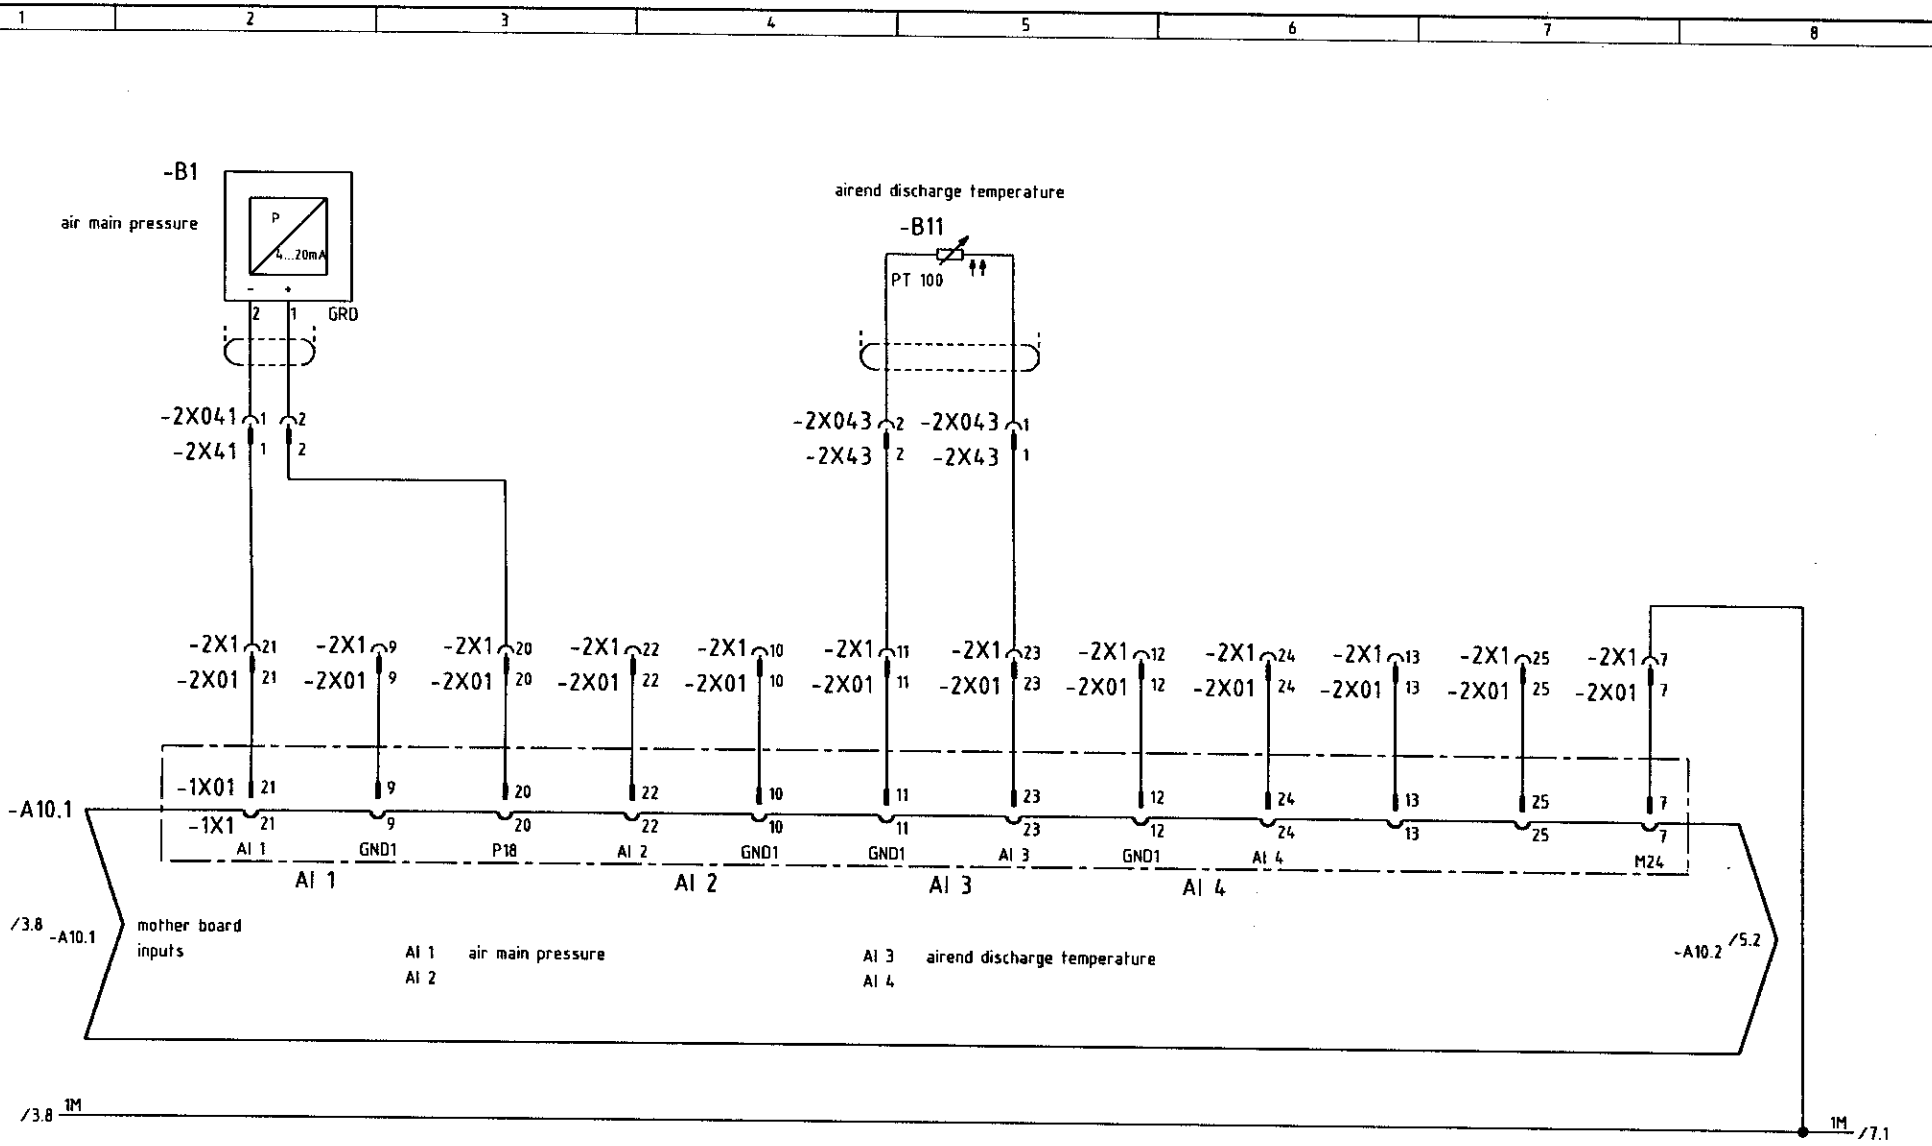 1 2 3 4 5 6 7 8
-B1
air main pressure
P
4...20mA
- +
2 1 GRD
airend discharge temperature
-B11
PT 100
-2X041 1 2
-2X41 1 2
-2X043 2 -2X043 1
-2X43 2 -2X43 1
-2X1 21 -2X1 9 -2X1 20 -2X1 22 -2X1 10 -2X1 11 -2X1 23 -2X1 12 -2X1 24 -2X1 13 -2X1 25 -2X1 7
-2X01 21 -2X01 9 -2X01 20 -2X01 22 -2X01 10 -2X01 11 -2X01 23 -2X01 12 -2X01 24 -2X01 13 -2X01 25 -2X01 7
-1X01 21 9 20 22 10 11 23 12 24 13 25 7
-A10.1
-1X1 21 9 20 22 10 11 23 12 24 13 25 7
AI 1 GND1 P18 AI 2 GND1 GND1 AI 3 GND1 AI 4 M24
AI 1 AI 2 AI 3 AI 4
/3.8 -A10.1
mother board
inputs
AI 1 air main pressure
AI 2
AI 3 airend discharge temperature
AI 4
-A10.2 /5.2
/3.8 1M
1M /7.1